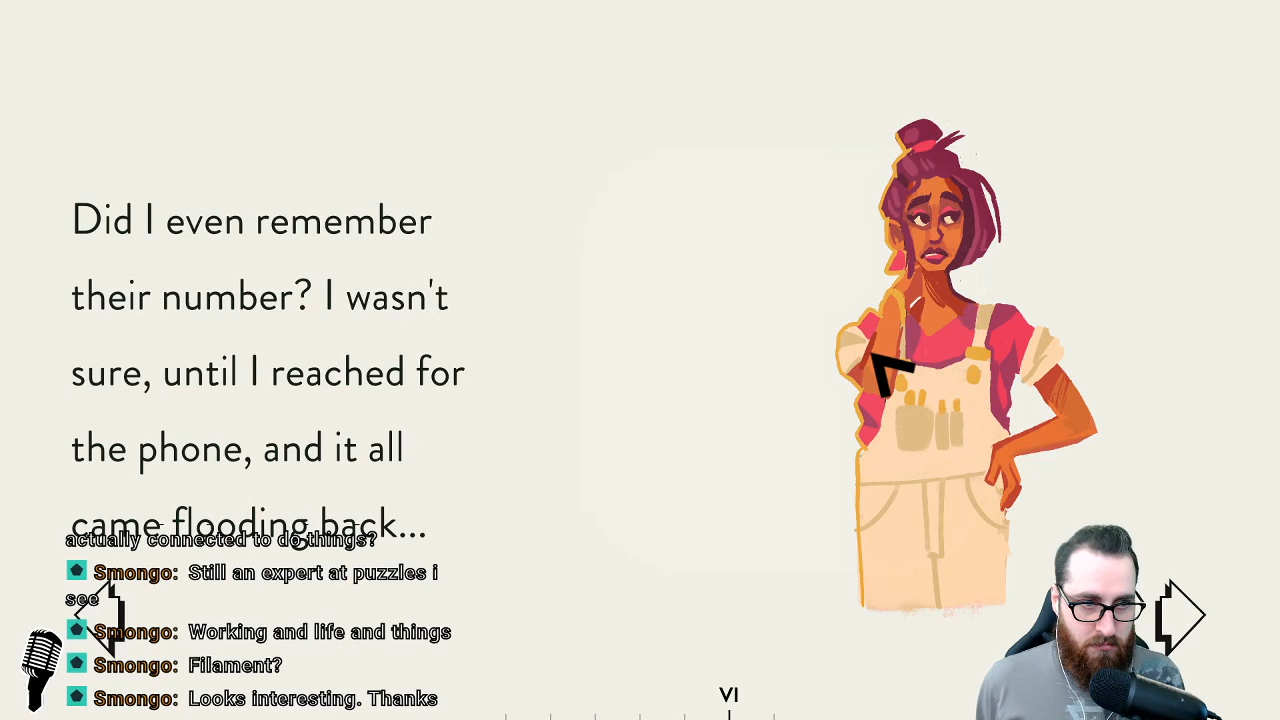 Did I even remember
their number? I wasn't
sure, until I reached for
the phone, and it all
came flooding back...
actually connected to do things?
Smongo: Still an expert at puzzles i
see
Smongo: Working and life and things
Smongo: Filament?
Smongo: Looks interesting. Thanks
VI